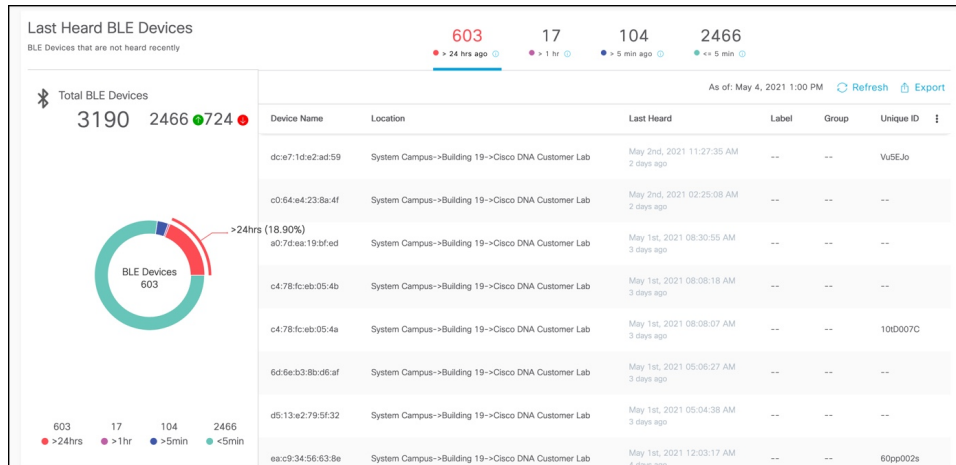 Last Heard BLE Devices
BLE Devices that are not heard recently
603 17 104 2466
> 24 hrs ago > 1 hr > 5 min ago << 5 min
As of: May 4, 2021 1:00 PM Refresh Export
Total BLE Devices
3190 2466 724
Device Name Location Last Heard Label Group Unique ID
dc:e7:1d:e2:ad:59 System Campus->Building 19->Cisco DNA Customer Lab May 2nd, 2021 11:27:35 AM -- -- Vu5EJo
2 days ago
c0:64:e4:23:8a:4f System Campus->Building 19->Cisco DNA Customer Lab May 2nd, 2021 02:25:08 AM -- -- --
2 days ago
>24hrs (18.90%)
a0:7d:ea:19:bf:ed System Campus->Building 19->Cisco DNA Customer Lab May 1st, 2021 08:30:55 AM -- -- --
3 days ago
BLE Devices
603
c4:78:fc:eb:05:4b System Campus->Building 19->Cisco DNA Customer Lab May 1st, 2021 08:08:18 AM -- -- --
3 days ago
c4:78:fc:eb:05:4a System Campus->Building 19->Cisco DNA Customer Lab May 1st, 2021 08:08:07 AM -- -- 10tD007C
3 days ago
6d:6e:b3:8b:d6:af System Campus->Building 19->Cisco DNA Customer Lab May 1st, 2021 05:06:27 AM -- -- --
3 days ago
d5:13:e2:79:5f:32 System Campus->Building 19->Cisco DNA Customer Lab May 1st, 2021 05:04:38 AM -- -- --
3 days ago
603 17 104 2466
>24hrs >1hr >5min <5min
ea:c9:34:56:63:8e System Campus->Building 19->Cisco DNA Customer Lab May 1st, 2021 12:03:17 AM -- -- 60pp002s
4 days ago